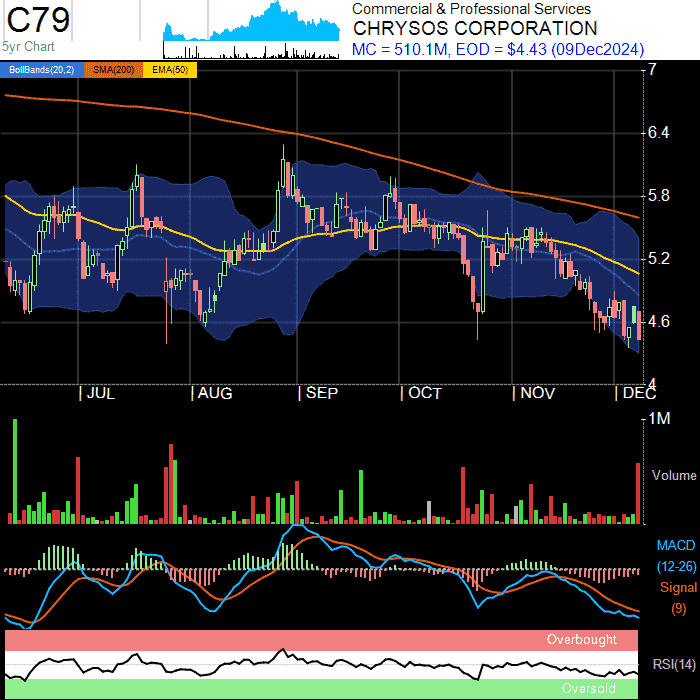 C79
5yr Chart
Commercial & Professional Services
CHRYSOS CORPORATION
MC = 510.1M, EOD = $4.43 (09Dec2024)
BollBands(20,2) SMA(200) EMA(50)
7
6.4
5.8
5.2
4.6
4
JUL AUG SEP OCT NOV DEC
1M
Volume
MACD
(12-26)
Signal
(9)
Overbought
RSI(14)
Oversold